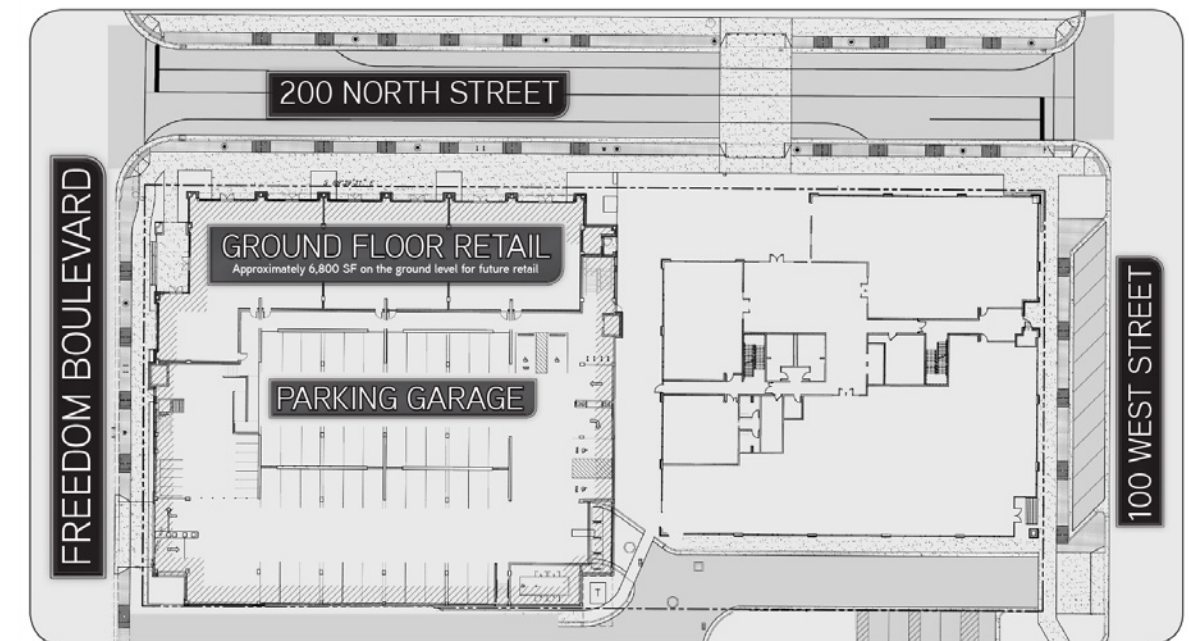 200 NORTH STREET
FREEDOM BOULEVARD
GROUND FLOOR RETAIL
Approximately 6,800 SF on the ground level for future retail
PARKING GARAGE
100 WEST STREET
T